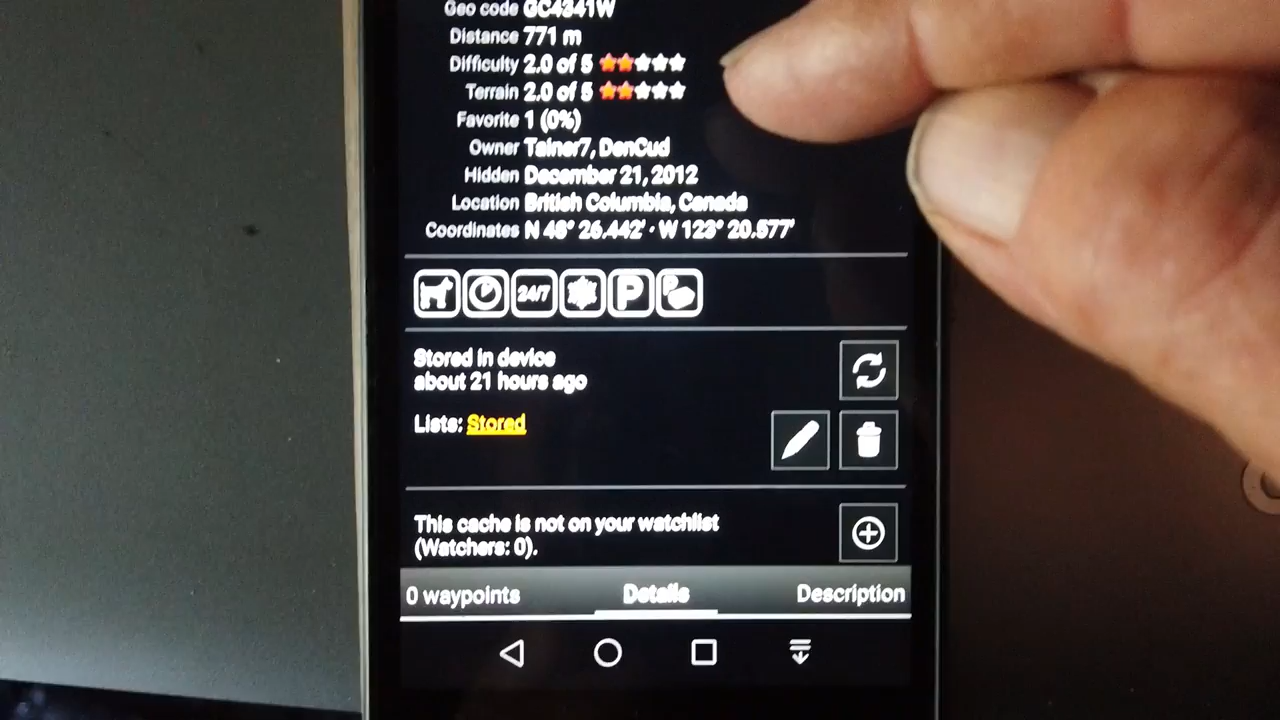 Geo code GC4341W
Distance 771 m
Difficulty 2.0 of 5
Terrain 2.0 of 5
Favorite 1 (0%)
Owner Tainer7, DenCud
Hidden December 21, 2012
Location British Columbia, Canada
Coordinates N 48° 26.442' · W 123° 20.577'
24/7 P P
Stored in device
about 21 hours ago
Lists: Stored
This cache is not on your watchlist
(Watchers: 0).
0 waypoints Details Description